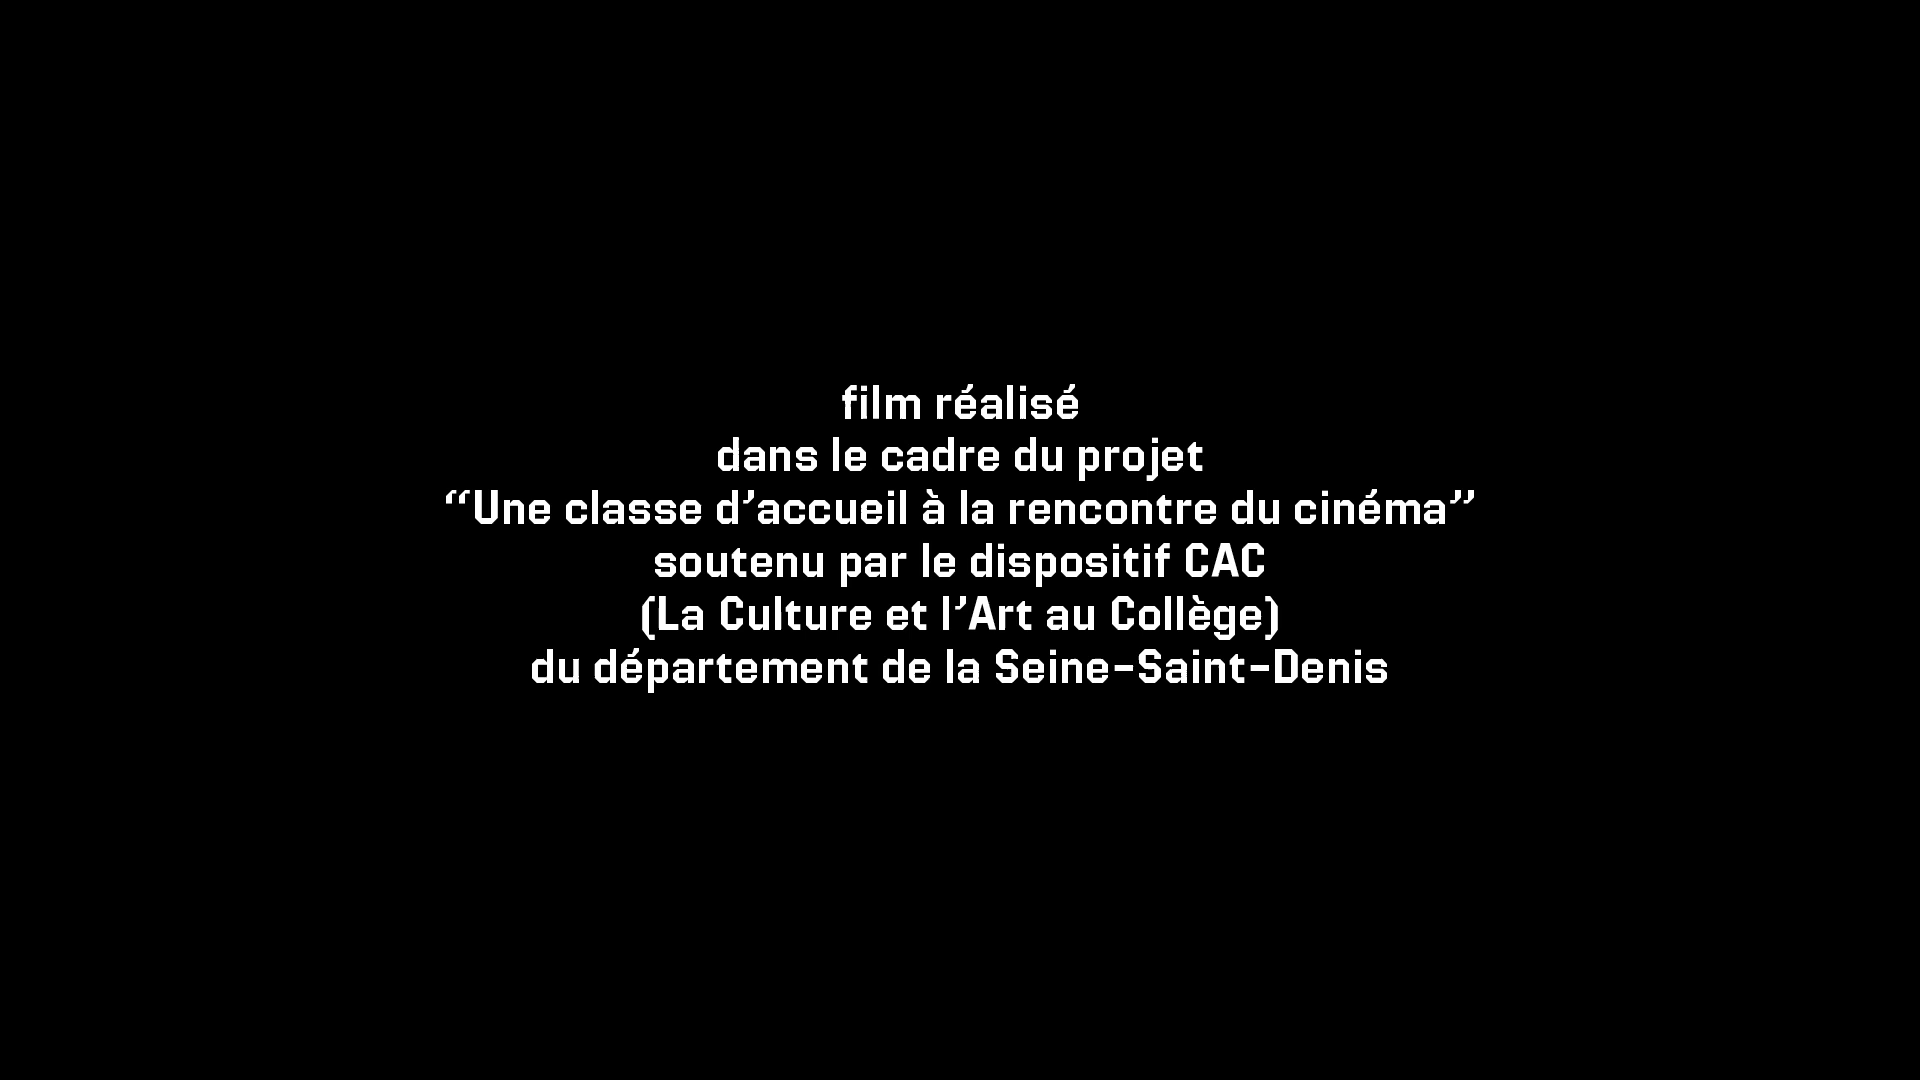 film réalisé
dans le cadre du projet
“Une classe d’accueil à la rencontre du cinéma”
soutenu par le dispositif CAC
(La Culture et l’Art au Collège)
du département de la Seine-Saint-Denis